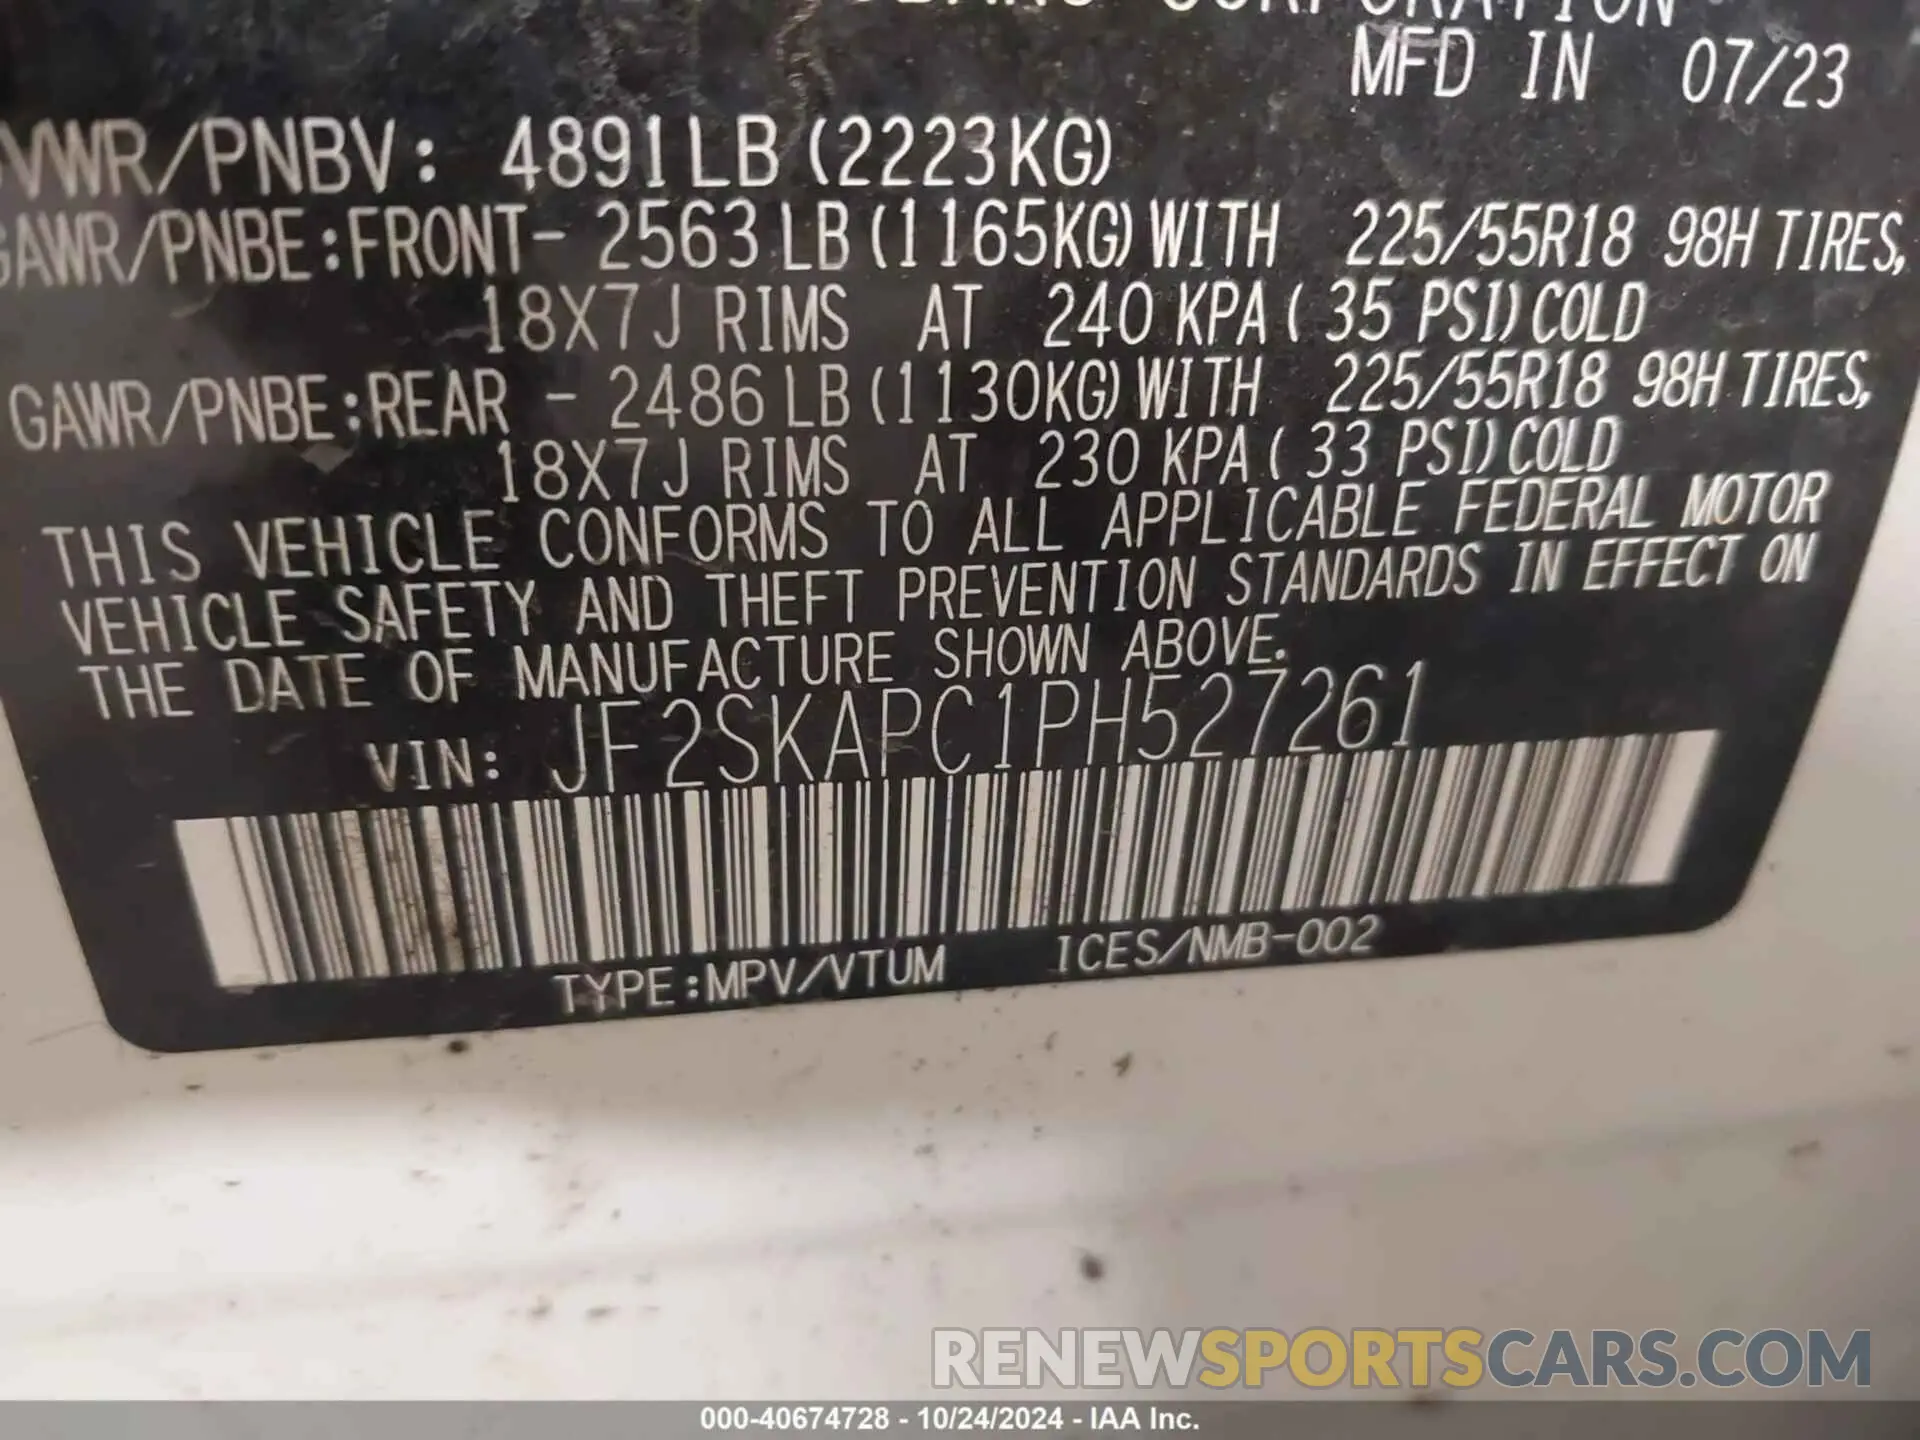 CORPORATION
MFD IN 07/23
VWR/PNBV: 4891LB (2223KG)
GAWR/PNBE:FRONT- 2563 LB (1165KG) WITH 225/55R18 98H TIRES,
18X7J RIMS AT 240 KPA ( 35 PSI) COLD
GAWR/PNBE:REAR - 2486 LB (1130KG) WITH 225/55R18 98H TIRES,
18X7J RIMS AT 230 KPA ( 33 PSI) COLD
THIS VEHICLE CONFORMS TO ALL APPLICABLE FEDERAL MOTOR
VEHICLE SAFETY AND THEFT PREVENTION STANDARDS IN EFFECT ON
THE DATE OF MANUFACTURE SHOWN ABOVE.
VIN: JF2SKAPC1PH527261
TYPE:MPV/VTUM ICES/NMB-002
RENEWSPORTSCARS.COM
000-40674728 - 10/24/2024 - IAA Inc.